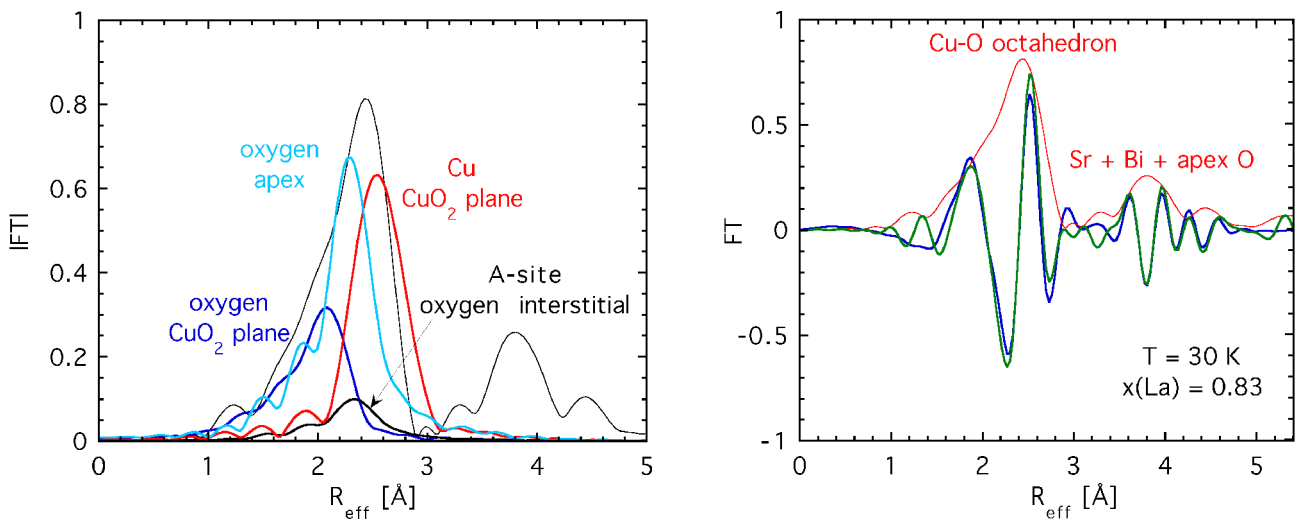 1
0.8
0.6
0.4
0.2
0
|FT|
oxygen
apex
Cu
CuO2 plane
A-site
oxygen interstitial
oxygen
CuO2 plane
0 1 2 3 4 5
Reff [Å]
1
0.5
0
-0.5
-1
FT
Cu-O octahedron
Sr + Bi + apex O
T = 30 K
x(La) = 0.83
0 1 2 3 4 5
Reff [Å]